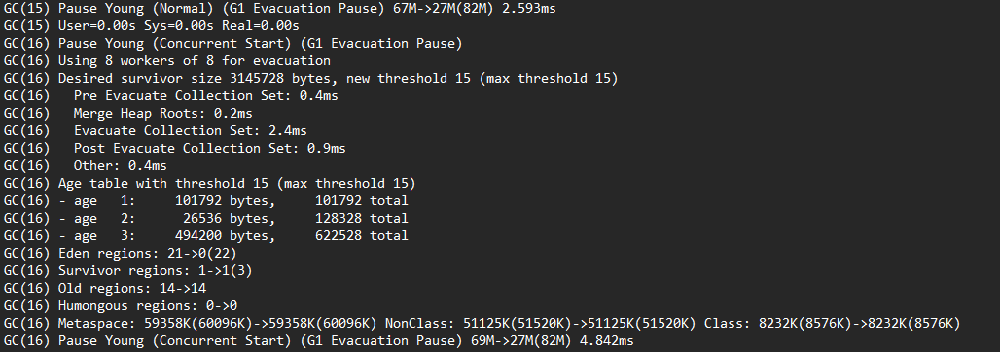 GC(15) Pause Young (Normal) (G1 Evacuation Pause) 67M->27M(82M) 2.593ms
GC(15) User=0.00s Sys=0.00s Real=0.00s
GC(16) Pause Young (Concurrent Start) (G1 Evacuation Pause)
GC(16) Using 8 workers of 8 for evacuation
GC(16) Desired survivor size 3145728 bytes, new threshold 15 (max threshold 15)
GC(16)   Pre Evacuate Collection Set: 0.4ms
GC(16)   Merge Heap Roots: 0.2ms
GC(16)   Evacuate Collection Set: 2.4ms
GC(16)   Post Evacuate Collection Set: 0.9ms
GC(16)   Other: 0.4ms
GC(16) Age table with threshold 15 (max threshold 15)
GC(16) - age   1:     101792 bytes,     101792 total
GC(16) - age   2:      26536 bytes,     128328 total
GC(16) - age   3:     494200 bytes,     622528 total
GC(16) Eden regions: 21->0(22)
GC(16) Survivor regions: 1->1(3)
GC(16) Old regions: 14->14
GC(16) Humongous regions: 0->0
GC(16) Metaspace: 59358K(60096K)->59358K(60096K) NonClass: 51125K(51520K)->51125K(51520K) Class: 8232K(8576K)->8232K(8576K)
GC(16) Pause Young (Concurrent Start) (G1 Evacuation Pause) 69M->27M(82M) 4.842ms